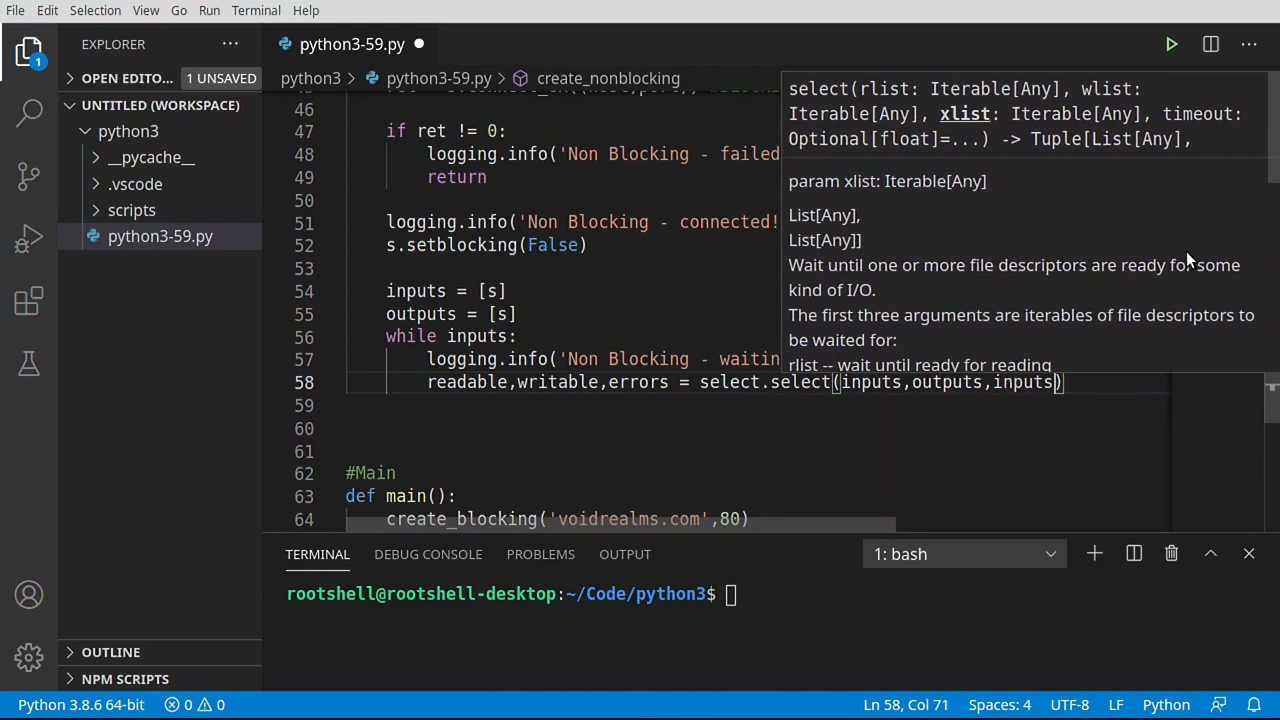 File Edit Selection View Go Run Terminal Help
EXPLORER
python3-59.py
OPEN EDITO... 1 UNSAVED
python3 python3-59.py create_nonblocking
UNTITLED (WORKSPACE)
python3
__pycache__
.vscode
scripts
python3-59.py
46
47 if ret != 0:
48 logging.info('Non Blocking - failed
49 return
50
51 logging.info('Non Blocking - connected!
52 s.setblocking(False)
53
54 inputs = [s]
55 outputs = [s]
56 while inputs:
57 logging.info('Non Blocking - waitin
58 readable,writable,errors = select.select(inputs,outputs,inputs)
59
60
61
62 #Main
63 def main():
64 create_blocking('voidrealms.com',80)
select(rlist: Iterable[Any], wlist:
Iterable[Any], xlist: Iterable[Any], timeout:
Optional[float]=...) -> Tuple[List[Any],
param xlist: Iterable[Any]
List[Any],
List[Any]]
Wait until one or more file descriptors are ready for some
kind of I/O.
The first three arguments are iterables of file descriptors to
be waited for:
rlist -- wait until ready for reading
TERMINAL DEBUG CONSOLE PROBLEMS OUTPUT 1: bash
rootshell@rootshell-desktop:~/Code/python3$
OUTLINE
NPM SCRIPTS
1
Python 3.8.6 64-bit 0 0 Ln 58, Col 71 Spaces: 4 UTF-8 LF Python